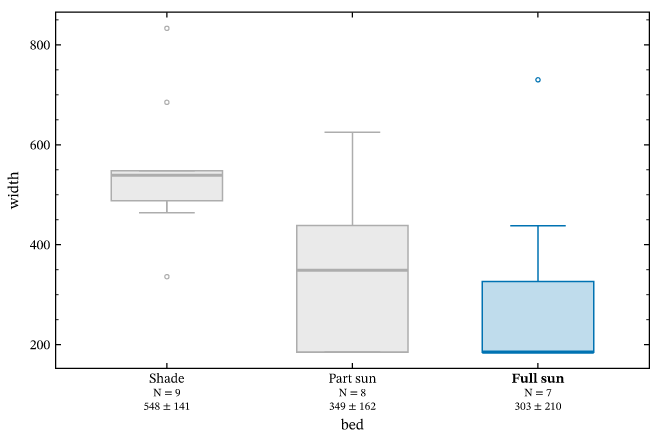 800
600
400
200
width
Shade Part sun Full sun
N = 9 N = 8 N = 7
548 ± 141 349 ± 162 303 ± 210
bed